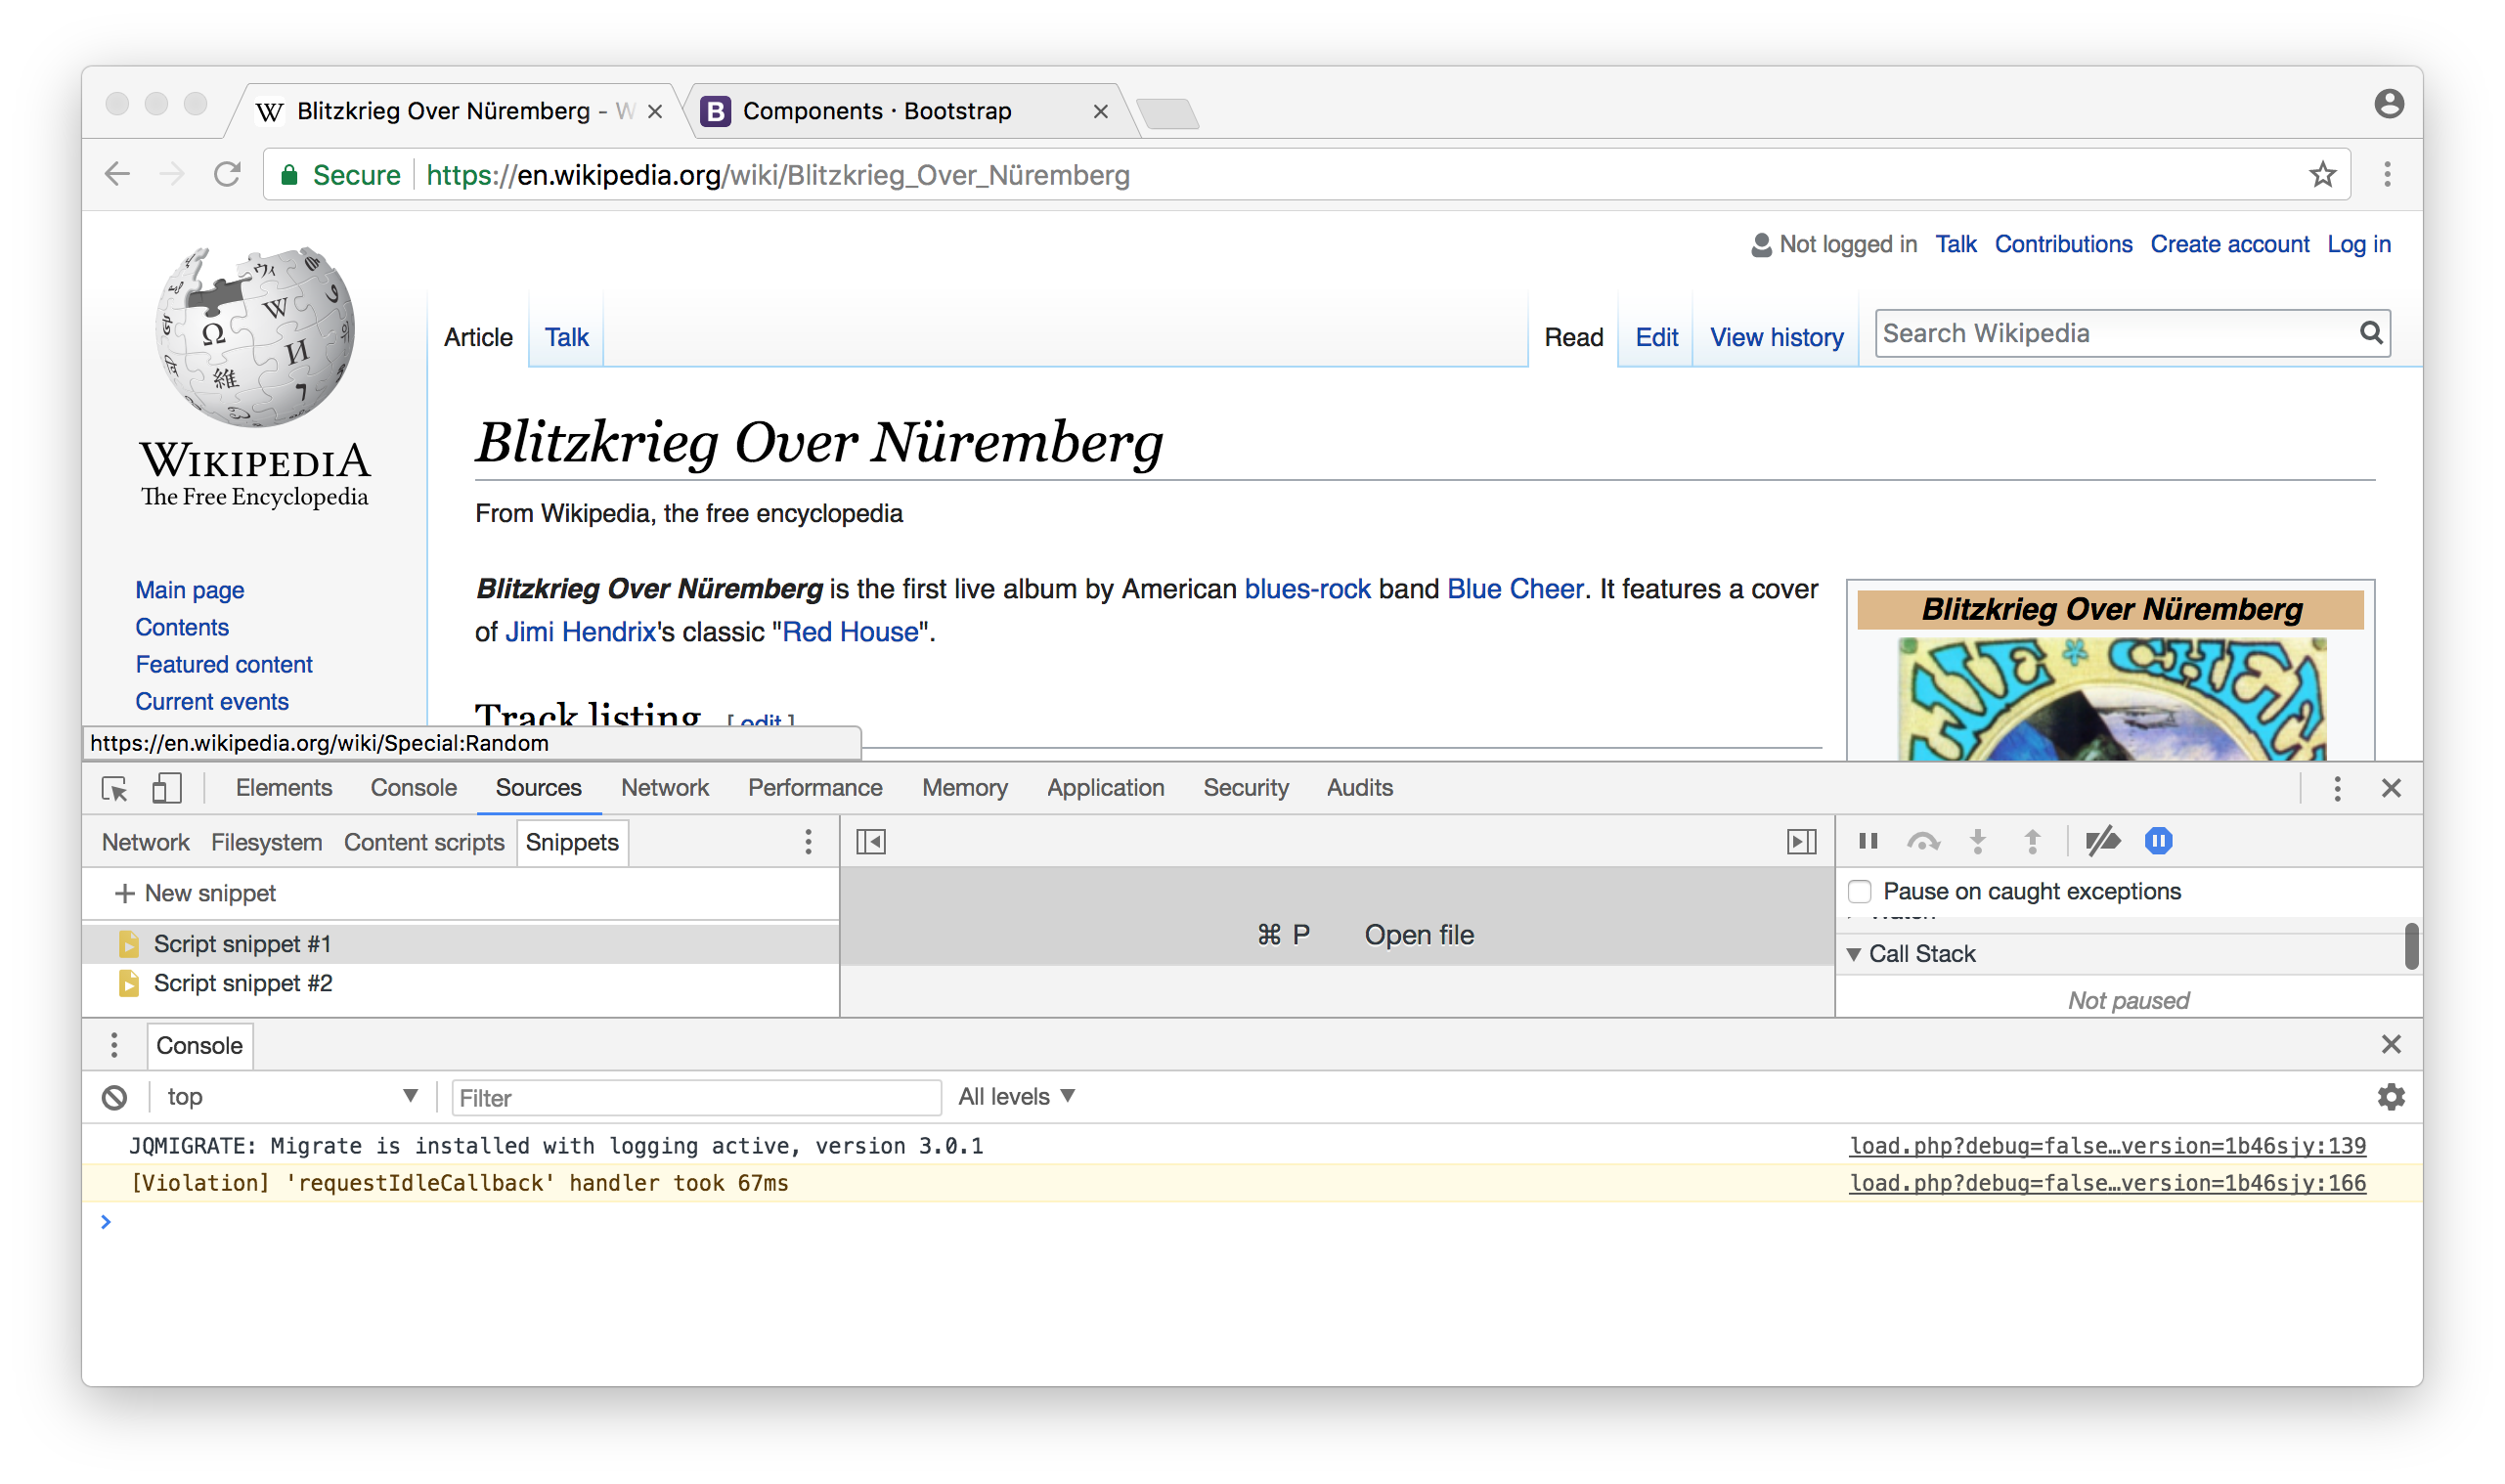 Blitzkrieg Over Nüremberg - W
Components · Bootstrap
Secure https://en.wikipedia.org/wiki/Blitzkrieg_Over_Nüremberg
Not logged in Talk Contributions Create account Log in
Article Talk Read Edit View history Search Wikipedia
WIKIPEDIA
The Free Encyclopedia
Main page
Contents
Featured content
Current events
Blitzkrieg Over Nüremberg
From Wikipedia, the free encyclopedia
Blitzkrieg Over Nüremberg is the first live album by American blues-rock band Blue Cheer. It features a cover
of Jimi Hendrix's classic "Red House".
Track listing [ edit ]
Blitzkrieg Over Nüremberg
https://en.wikipedia.org/wiki/Special:Random
Elements Console Sources Network Performance Memory Application Security Audits
Network Filesystem Content scripts Snippets
+ New snippet
Script snippet #1
Script snippet #2
⌘ P Open file
Pause on caught exceptions
Watch
Call Stack
Not paused
Console
top Filter All levels
JQMIGRATE: Migrate is installed with logging active, version 3.0.1 load.php?debug=false…version=1b46sjy:139
[Violation] 'requestIdleCallback' handler took 67ms load.php?debug=false…version=1b46sjy:166